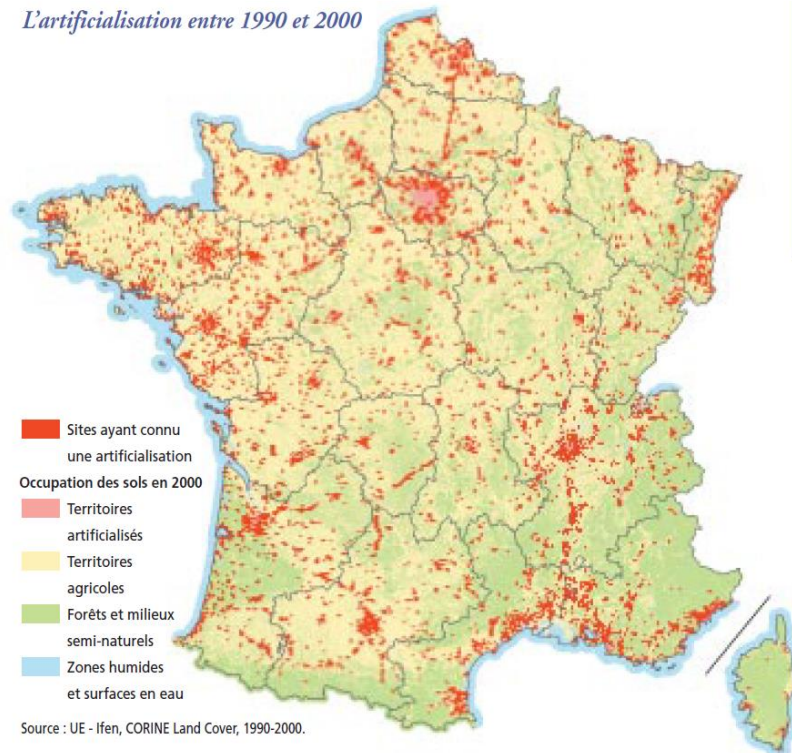 L'artificialisation entre 1990 et 2000
Sites ayant connu
une artificialisation
Occupation des sols en 2000
Territoires
artificialisés
Territoires
agricoles
Forêts et milieux
semi-naturels
Zones humides
et surfaces en eau
Source : UE - Ifen, CORINE Land Cover, 1990-2000.